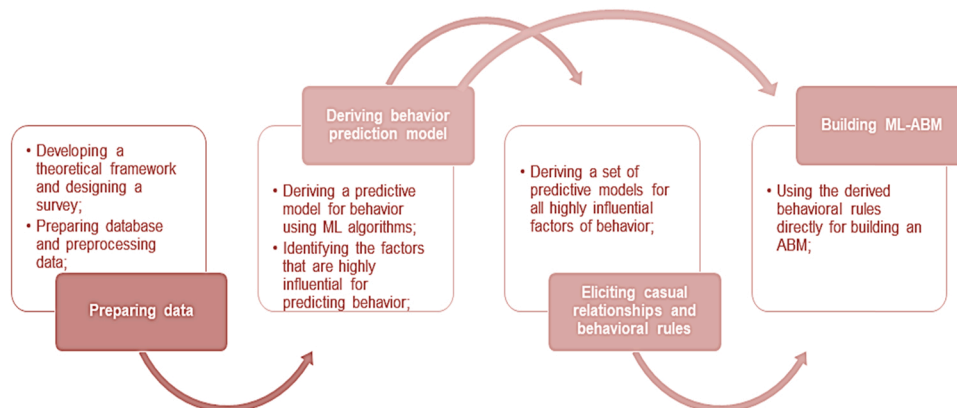 • Developing a
theoretical framework
and designing a
survey;
• Preparing database
and preprocessing
data;
Preparing data
Deriving behavior
prediction model
• Deriving a predictive
model for behavior
using ML algorithms;
• Identifying the factors
that are highly
influential for
predicting behavior;
• Deriving a set of
predictive models for
all highly influential
factors of behavior;
Eliciting casual
relationships and
behavioral rules
Building ML-ABM
• Using the derived
behavioral rules
directly for building an
ABM;